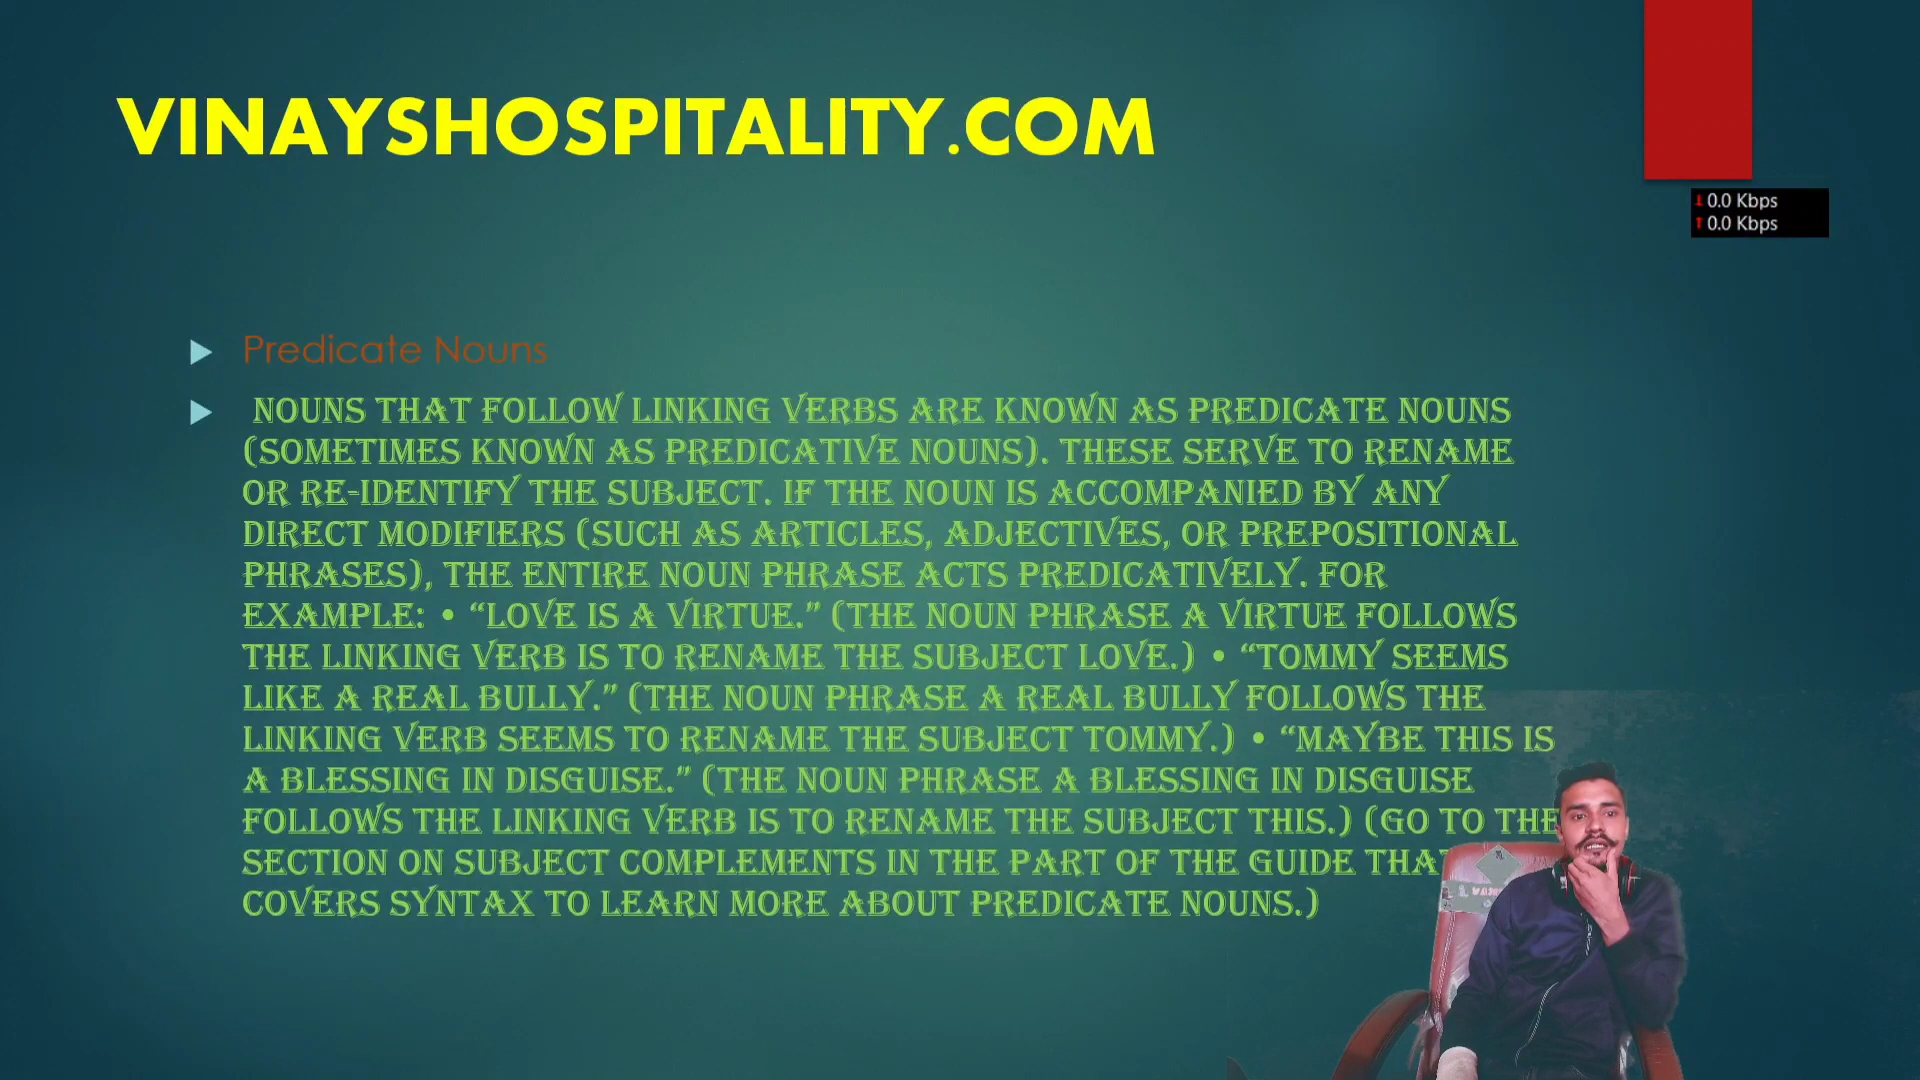 VINAYSHOSPITALITY.COM
0.0 Kbps
0.0 Kbps
Predicate Nouns
NOUNS THAT FOLLOW LINKING VERBS ARE KNOWN AS PREDICATE NOUNS
(SOMETIMES KNOWN AS PREDICATIVE NOUNS). THESE SERVE TO RENAME
OR RE-IDENTIFY THE SUBJECT. IF THE NOUN IS ACCOMPANIED BY ANY
DIRECT MODIFIERS (SUCH AS ARTICLES, ADJECTIVES, OR PREPOSITIONAL
PHRASES), THE ENTIRE NOUN PHRASE ACTS PREDICATIVELY. FOR
EXAMPLE: • “LOVE IS A VIRTUE.” (THE NOUN PHRASE A VIRTUE FOLLOWS
THE LINKING VERB IS TO RENAME THE SUBJECT LOVE.) • “TOMMY SEEMS
LIKE A REAL BULLY.” (THE NOUN PHRASE A REAL BULLY FOLLOWS THE
LINKING VERB SEEMS TO RENAME THE SUBJECT TOMMY.) • “MAYBE THIS IS
A BLESSING IN DISGUISE.” (THE NOUN PHRASE A BLESSING IN DISGUISE
FOLLOWS THE LINKING VERB IS TO RENAME THE SUBJECT THIS.) (GO TO THE
SECTION ON SUBJECT COMPLEMENTS IN THE PART OF THE GUIDE THA
COVERS SYNTAX TO LEARN MORE ABOUT PREDICATE NOUNS.)